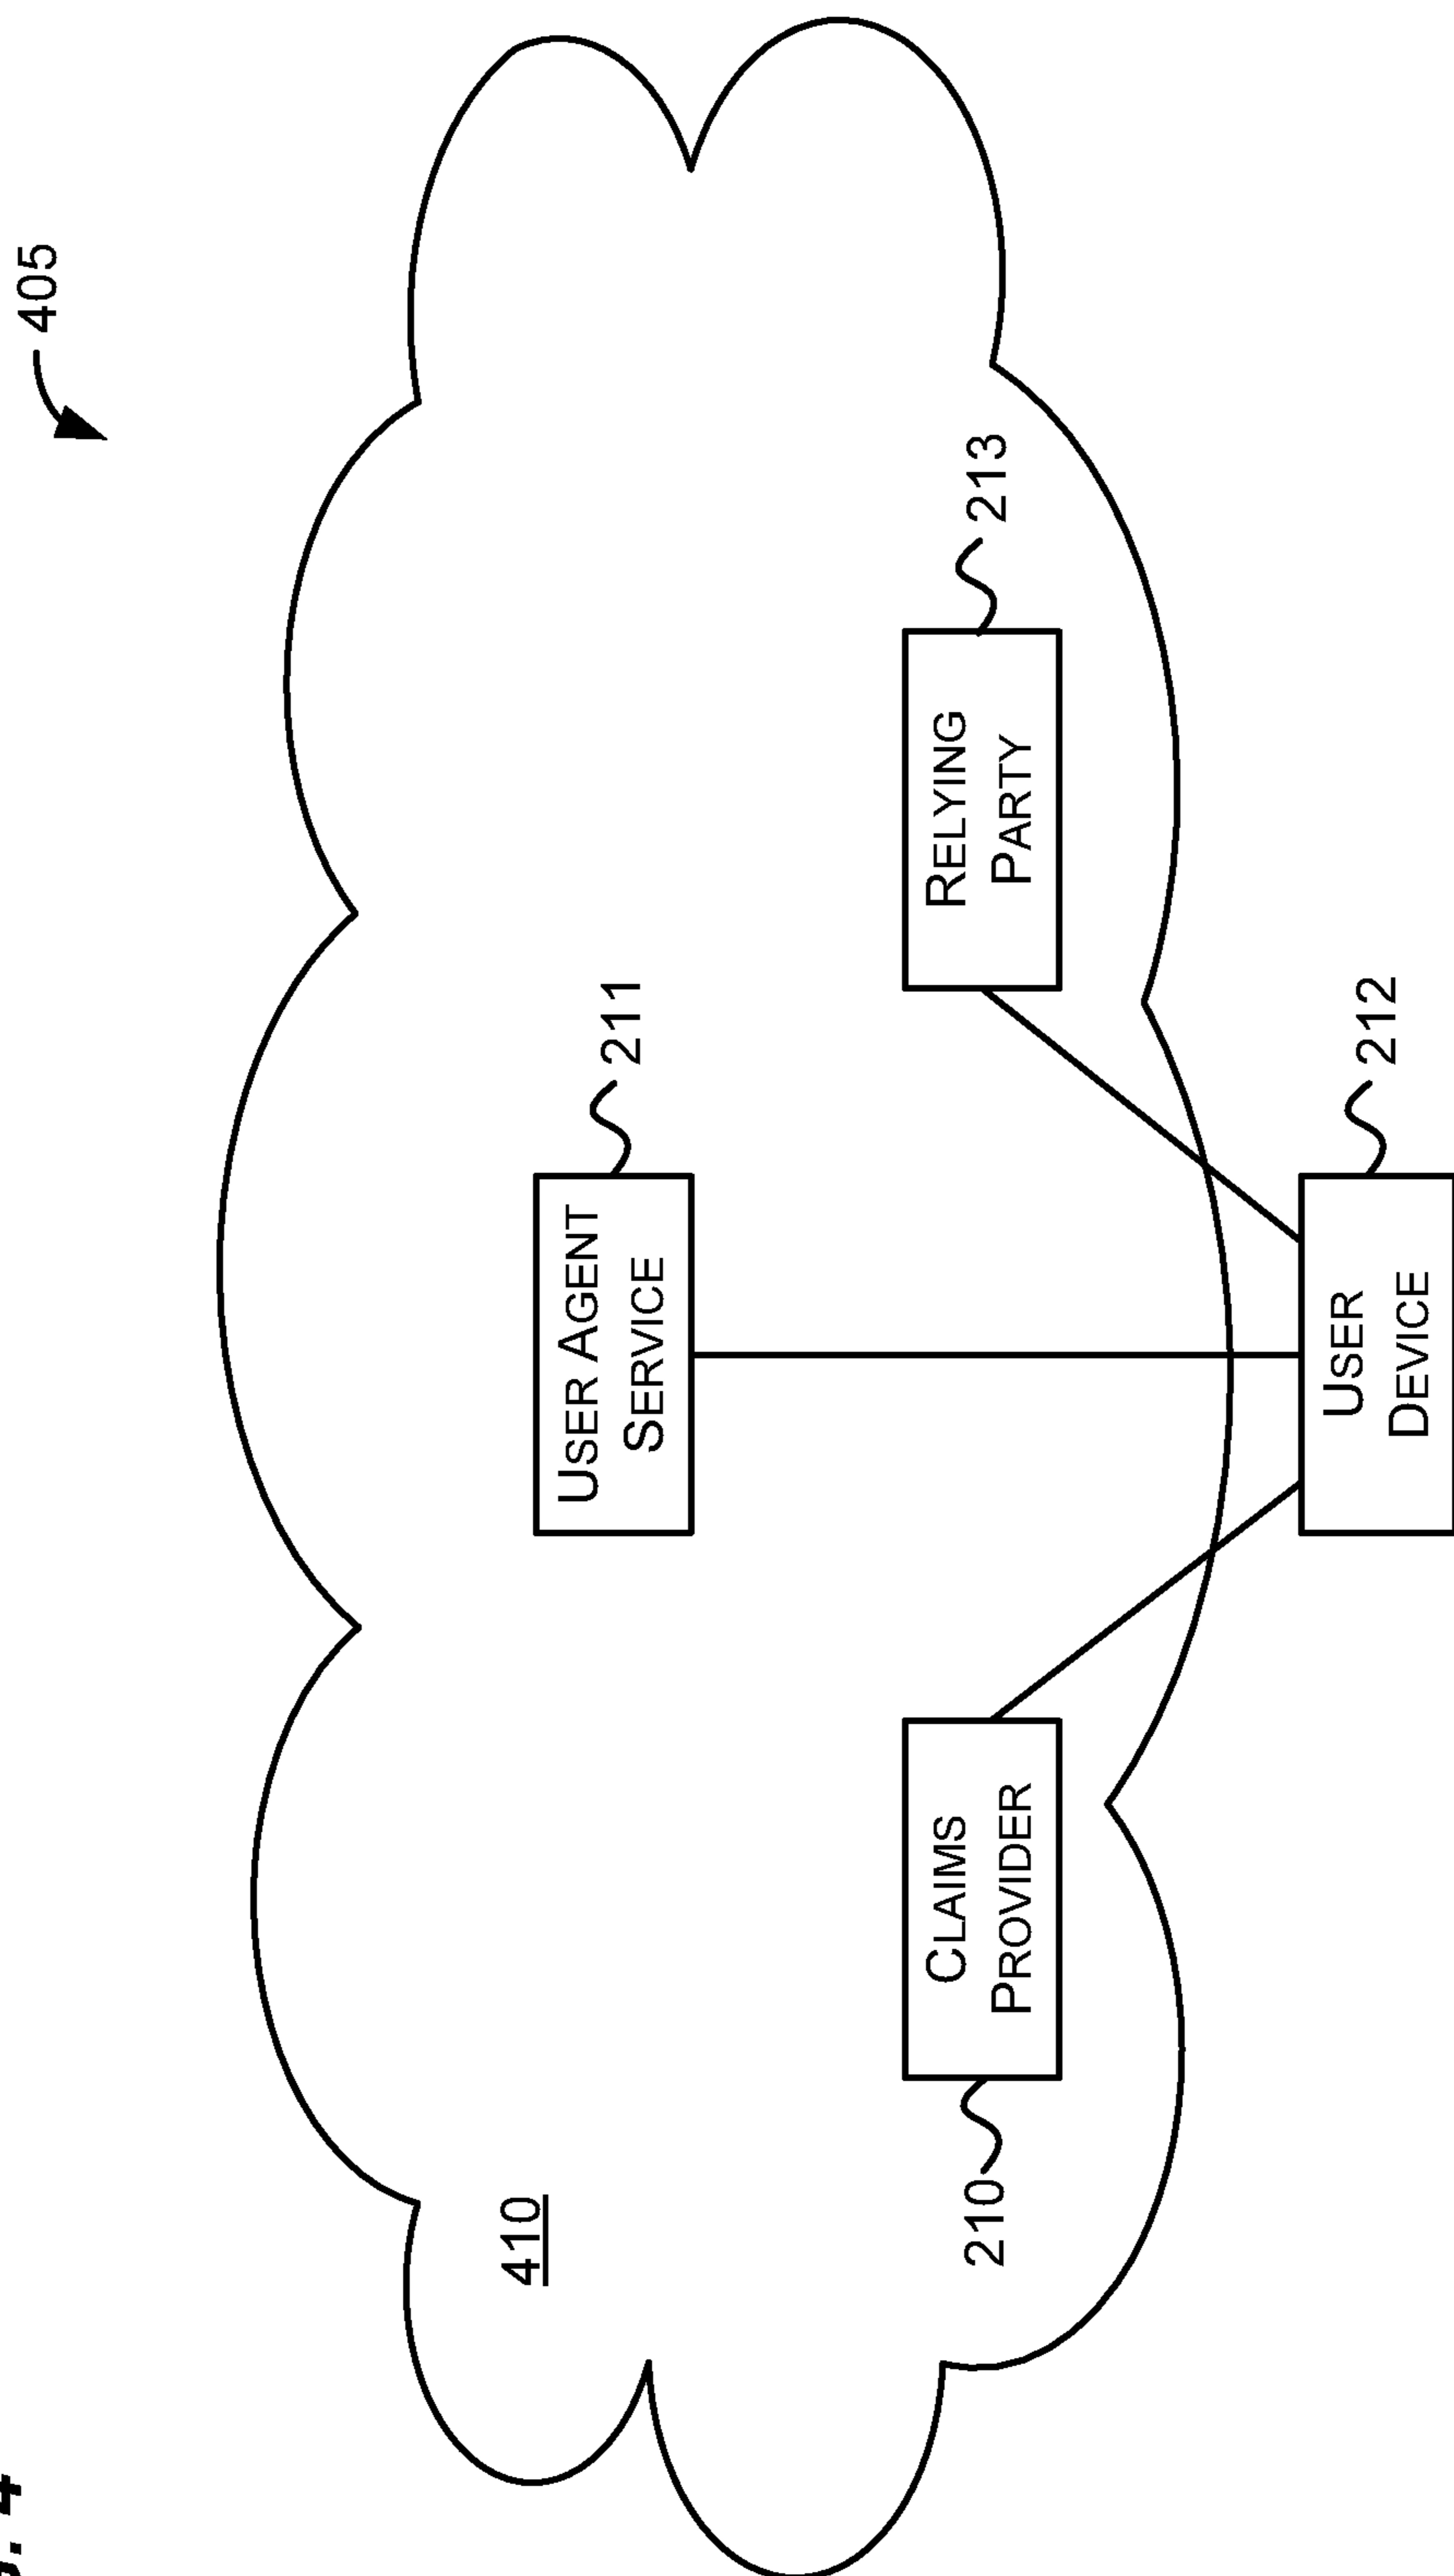 405
410
USER AGENT
SERVICE
211
CLAIMS
PROVIDER
210
RELYING
PARTY
213
USER
DEVICE
212